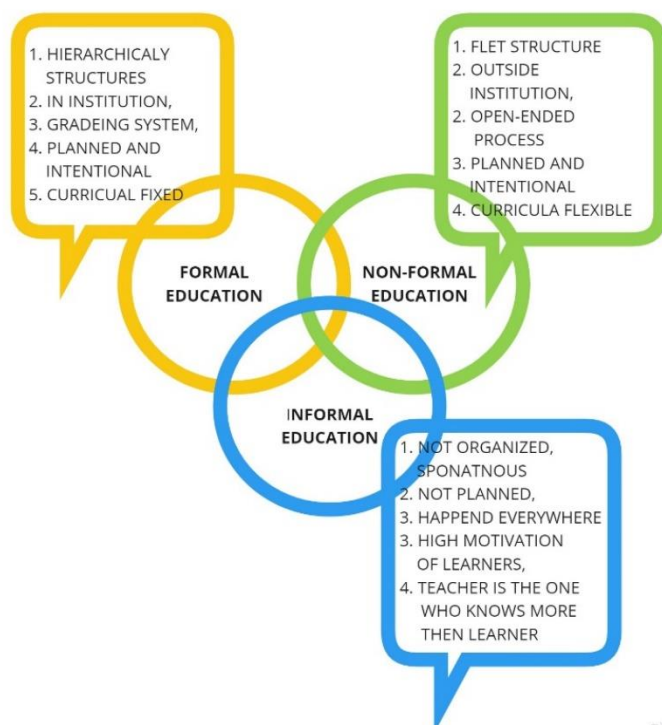 1. HIERARCHICALY
STRUCTURES
2. IN INSTITUTION,
3. GRADEING SYSTEM,
4. PLANNED AND
INTENTIONAL
5. CURRICUAL FIXED
1. FLET STRUCTURE
2. OUTSIDE
INSTITUTION,
2. OPEN-ENDED
PROCESS
3. PLANNED AND
INTENTIONAL
4. CURRICULA FLEXIBLE
FORMAL
EDUCATION
NON-FORMAL
EDUCATION
INFORMAL
EDUCATION
1. NOT ORGANIZED,
SPONATNOUS
2. NOT PLANNED,
3. HAPPEND EVERYWHERE
3. HIGH MOTIVATION
OF LEARNERS,
4. TEACHER IS THE ONE
WHO KNOWS MORE
THEN LEARNER